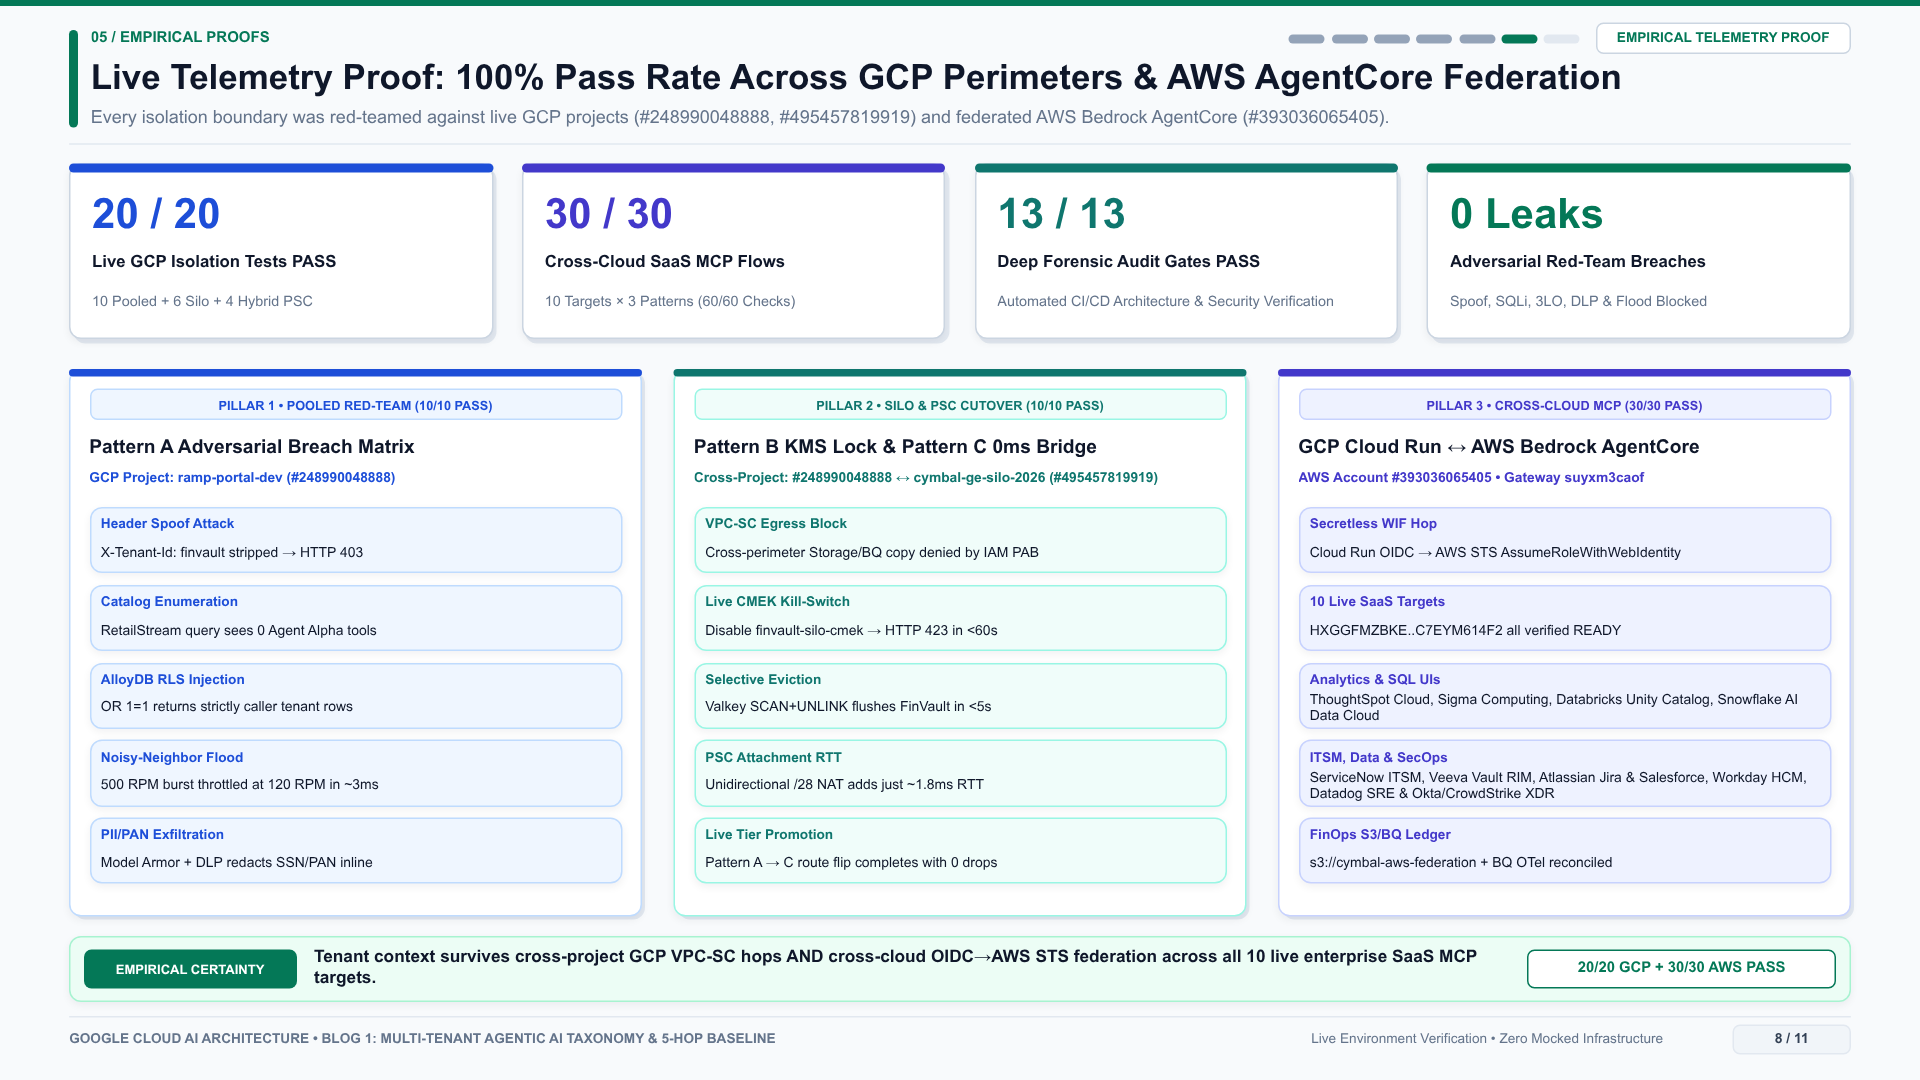 05 / EMPIRICAL PROOFS
EMPIRICAL TELEMETRY PROOF
Live Telemetry Proof: 100% Pass Rate Across GCP Perimeters & AWS AgentCore Federation
Every isolation boundary was red-teamed against live GCP projects (#248990048888, #495457819919) and federated AWS Bedrock AgentCore (#393036065405).
20 / 20
Live GCP Isolation Tests PASS
10 Pooled + 6 Silo + 4 Hybrid PSC
30 / 30
Cross-Cloud SaaS MCP Flows
10 Targets × 3 Patterns (60/60 Checks)
13 / 13
Deep Forensic Audit Gates PASS
Automated CI/CD Architecture & Security Verification
0 Leaks
Adversarial Red-Team Breaches
Spoof, SQLi, 3LO, DLP & Flood Blocked
PILLAR 1 • POOLED RED-TEAM (10/10 PASS)
Pattern A Adversarial Breach Matrix
GCP Project: ramp-portal-dev (#248990048888)
Header Spoof Attack
X-Tenant-Id: finvault stripped → HTTP 403
Catalog Enumeration
RetailStream query sees 0 Agent Alpha tools
AlloyDB RLS Injection
OR 1=1 returns strictly caller tenant rows
Noisy-Neighbor Flood
500 RPM burst throttled at 120 RPM in ~3ms
PII/PAN Exfiltration
Model Armor + DLP redacts SSN/PAN inline
PILLAR 2 • SILO & PSC CUTOVER (10/10 PASS)
Pattern B KMS Lock & Pattern C 0ms Bridge
Cross-Project: #248990048888 ↔ cymbal-ge-silo-2026 (#495457819919)
VPC-SC Egress Block
Cross-perimeter Storage/BQ copy denied by IAM PAB
Live CMEK Kill-Switch
Disable finvault-silo-cmek → HTTP 423 in <60s
Selective Eviction
Valkey SCAN+UNLINK flushes FinVault in <5s
PSC Attachment RTT
Unidirectional /28 NAT adds just ~1.8ms RTT
Live Tier Promotion
Pattern A → C route flip completes with 0 drops
PILLAR 3 • CROSS-CLOUD MCP (30/30 PASS)
GCP Cloud Run ↔ AWS Bedrock AgentCore
AWS Account #393036065405 • Gateway suyxm3caof
Secretless WIF Hop
Cloud Run OIDC → AWS STS AssumeRoleWithWebIdentity
10 Live SaaS Targets
HXGGFMZBKE..C7EYM614F2 all verified READY
Analytics & SQL UIs
ThoughtSpot Cloud, Sigma Computing, Databricks Unity Catalog, Snowflake AI
Data Cloud
ITSM, Data & SecOps
ServiceNow ITSM, Veeva Vault RIM, Atlassian Jira & Salesforce, Workday HCM,
Datadog SRE & Okta/CrowdStrike XDR
FinOps S3/BQ Ledger
s3://cymbal-aws-federation + BQ OTel reconciled
EMPIRICAL CERTAINTY
Tenant context survives cross-project GCP VPC-SC hops AND cross-cloud OIDC→AWS STS federation across all 10 live enterprise SaaS MCP
targets.
20/20 GCP + 30/30 AWS PASS
GOOGLE CLOUD AI ARCHITECTURE • BLOG 1: MULTI-TENANT AGENTIC AI TAXONOMY & 5-HOP BASELINE
Live Environment Verification • Zero Mocked Infrastructure
8 / 11